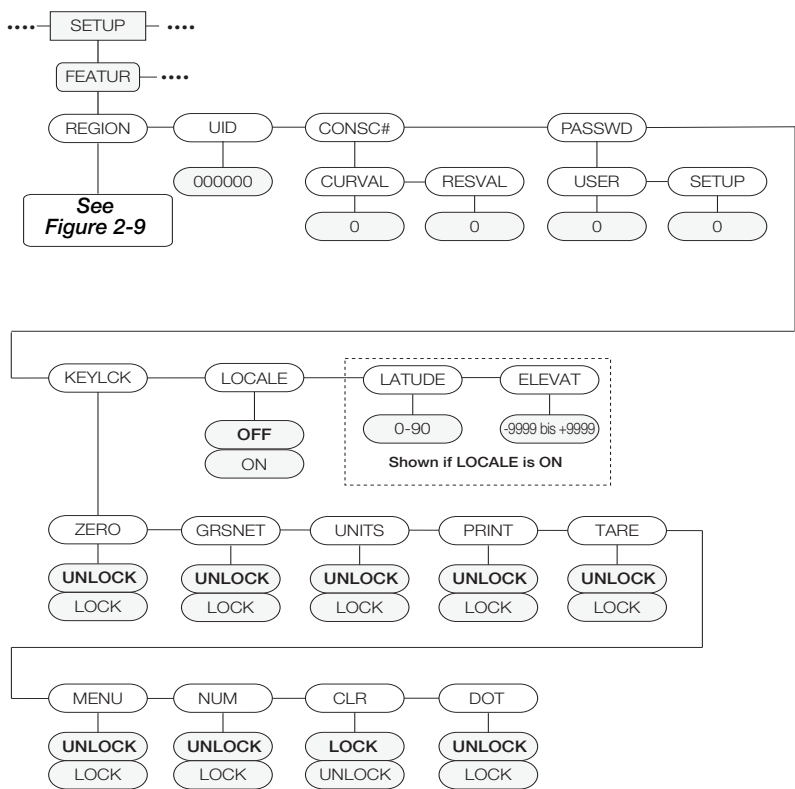 •••• SETUP ••••
FEATUR ••••
REGION UID CONSC# PASSWD
000000 CURVAL RESVAL USER SETUP
See
Figure 2-9
0 0 0 0
KEYLCK LOCALE LATUDE ELEVAT
OFF 0-90 -9999 bis +9999
ON
Shown if LOCALE is ON
ZERO GRSNET UNITS PRINT TARE
UNLOCK UNLOCK UNLOCK UNLOCK UNLOCK
LOCK LOCK LOCK LOCK LOCK
MENU NUM CLR DOT
UNLOCK UNLOCK LOCK UNLOCK
LOCK LOCK UNLOCK LOCK